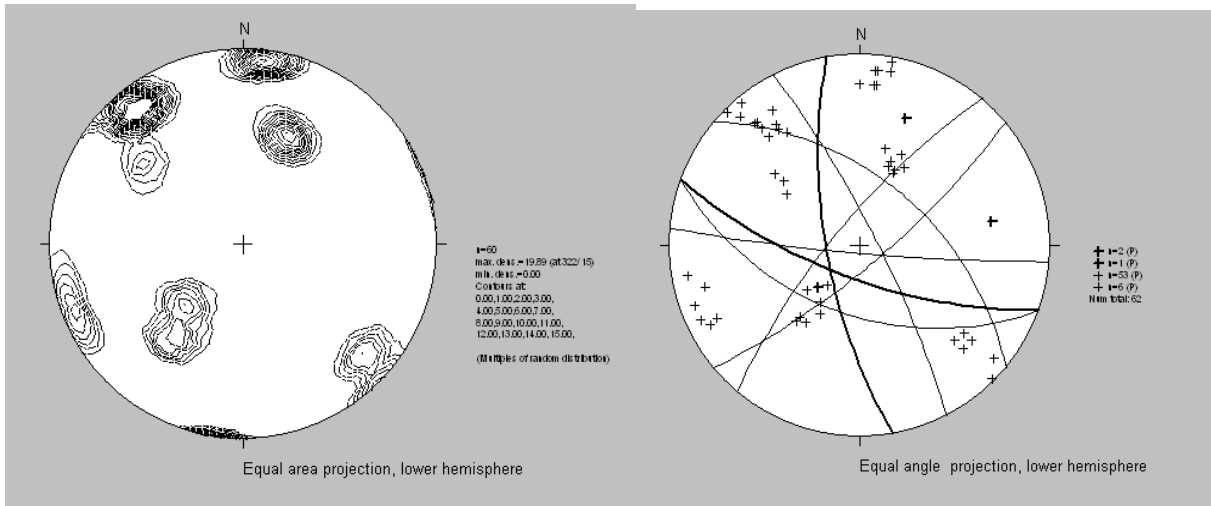 N
n=60
max. dens.=19.89 (at 322/ 15)
min. dens.=0.00
Contours at:
0.00,1.00,2.00,3.00,
4.00,5.00,6.00,7.00,
8.00,9.00,10.00,11.00,
12.00,13.00,14.00,15.00,
(Multiples of random distribution)
Equal area projection, lower hemisphere
N
n=2 (P)
n=1 (P)
n=53 (P)
n=6 (P)
Num total: 62
Equal angle projection, lower hemisphere